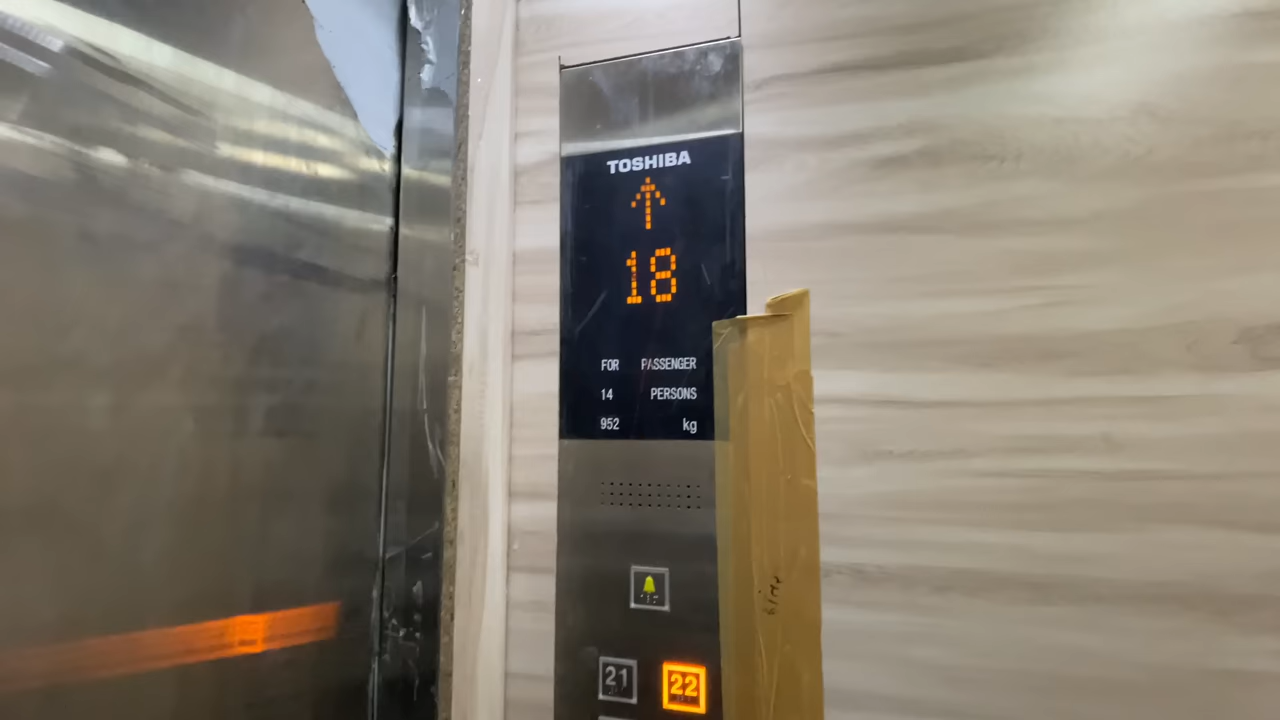 TOSHIBA
↑
18
FOR PASSENGER
14 PERSONS
952 kg
21 22